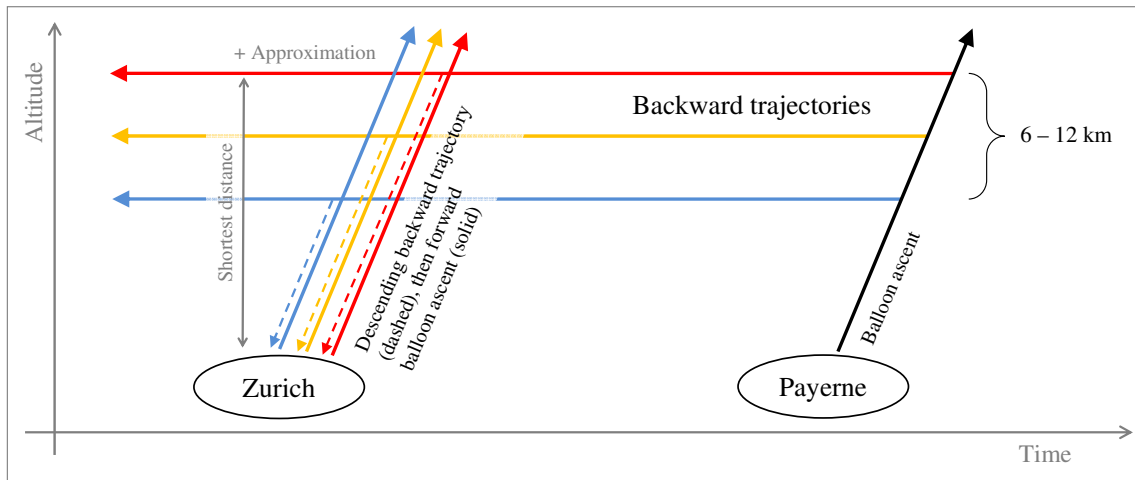 Altitude
+ Approximation
Shortest distance
Backward trajectories
6 – 12 km
Descending backward trajectory
(dashed), then forward
balloon ascent (solid)
Balloon ascent
Zurich
Payerne
Time